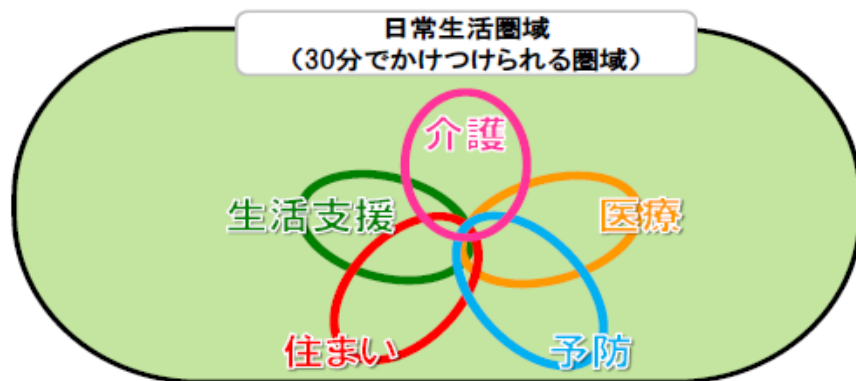 日常生活圏域
（30分でかけつけられる圏域）
介護
生活支援
医療
住まい
予防